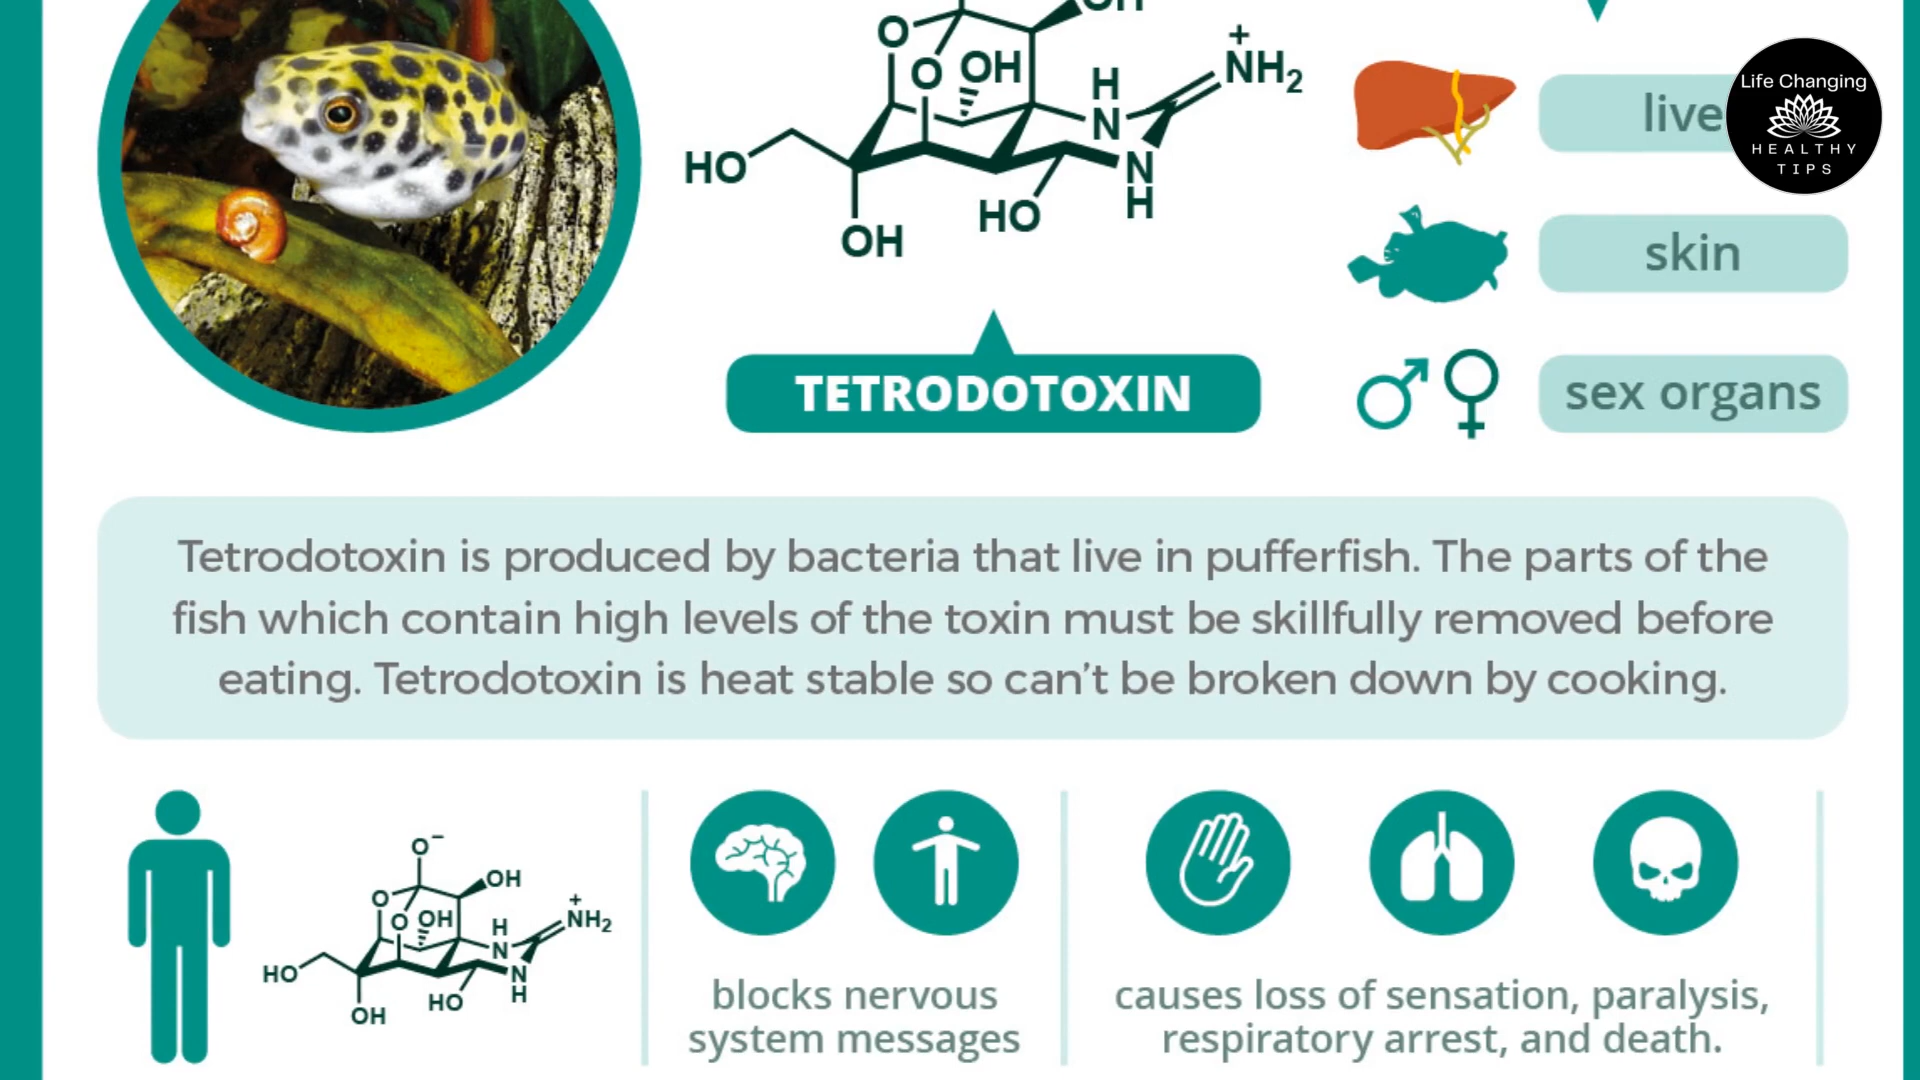 O
OH
O
OH
H
N
+
NH2
HO
N
H
HO
OH
TETRODOTOXIN
live
skin
sex organs
Life Changing
HEALTHY
TIPS
Tetrodotoxin is produced by bacteria that live in pufferfish. The parts of the
fish which contain high levels of the toxin must be skillfully removed before
eating. Tetrodotoxin is heat stable so can't be broken down by cooking.
O−
OH
O
O
OH
H
N
+
NH2
HO
N
H
HO
OH
blocks nervous
system messages
causes loss of sensation, paralysis,
respiratory arrest, and death.